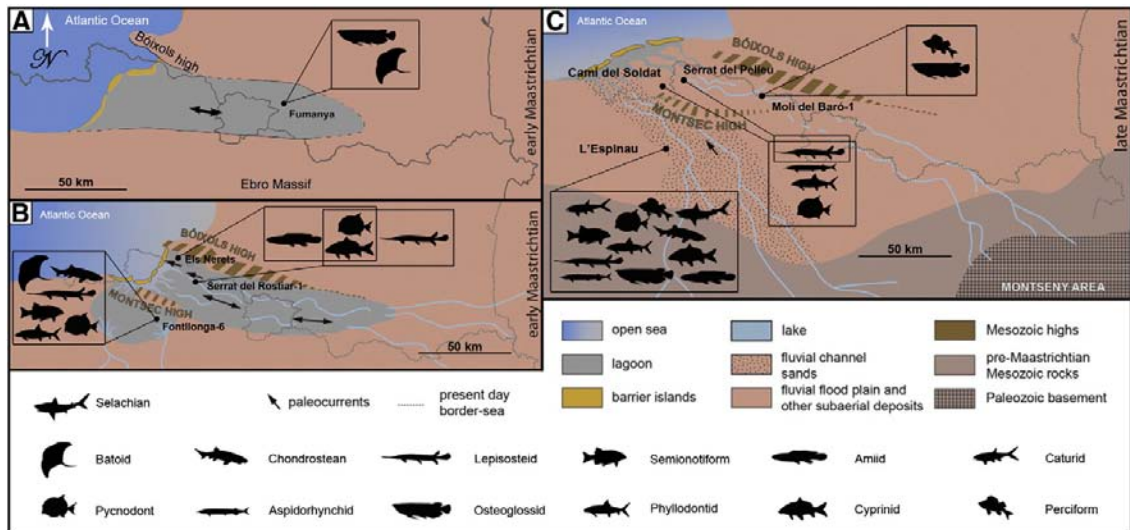 A
Atlantic Ocean
N
Bóixols high
Fumanya
50 km
Ebro Massif
early Maastrichtian
B
Atlantic Ocean
BÓIXOLS HIGH
Els Nerets
Serrat del Rostiar-1
MONTSEC HIGH
Fontllonga-6
50 km
early Maastrichtian
C
Atlantic Ocean
BÓIXOLS HIGH
Camí del Soldat
Serrat del Pelleu
Molí del Baró-1
MONTSEC HIGH
L'Espinau
50 km
MONTSENY AREA
late Maastrichtian
open sea
lake
Mesozoic highs
lagoon
fluvial channel
sands
pre-Maastrichtian
Mesozoic rocks
barrier islands
fluvial flood plain and
other subaerial deposits
Paleozoic basement
Selachian
paleocurrents
present day
border-sea
Batoid
Chondrostean
Lepisosteid
Semionotiform
Amiid
Caturid
Pycnodont
Aspidorhynchid
Osteoglossid
Phyllodontid
Cyprinid
Perciform